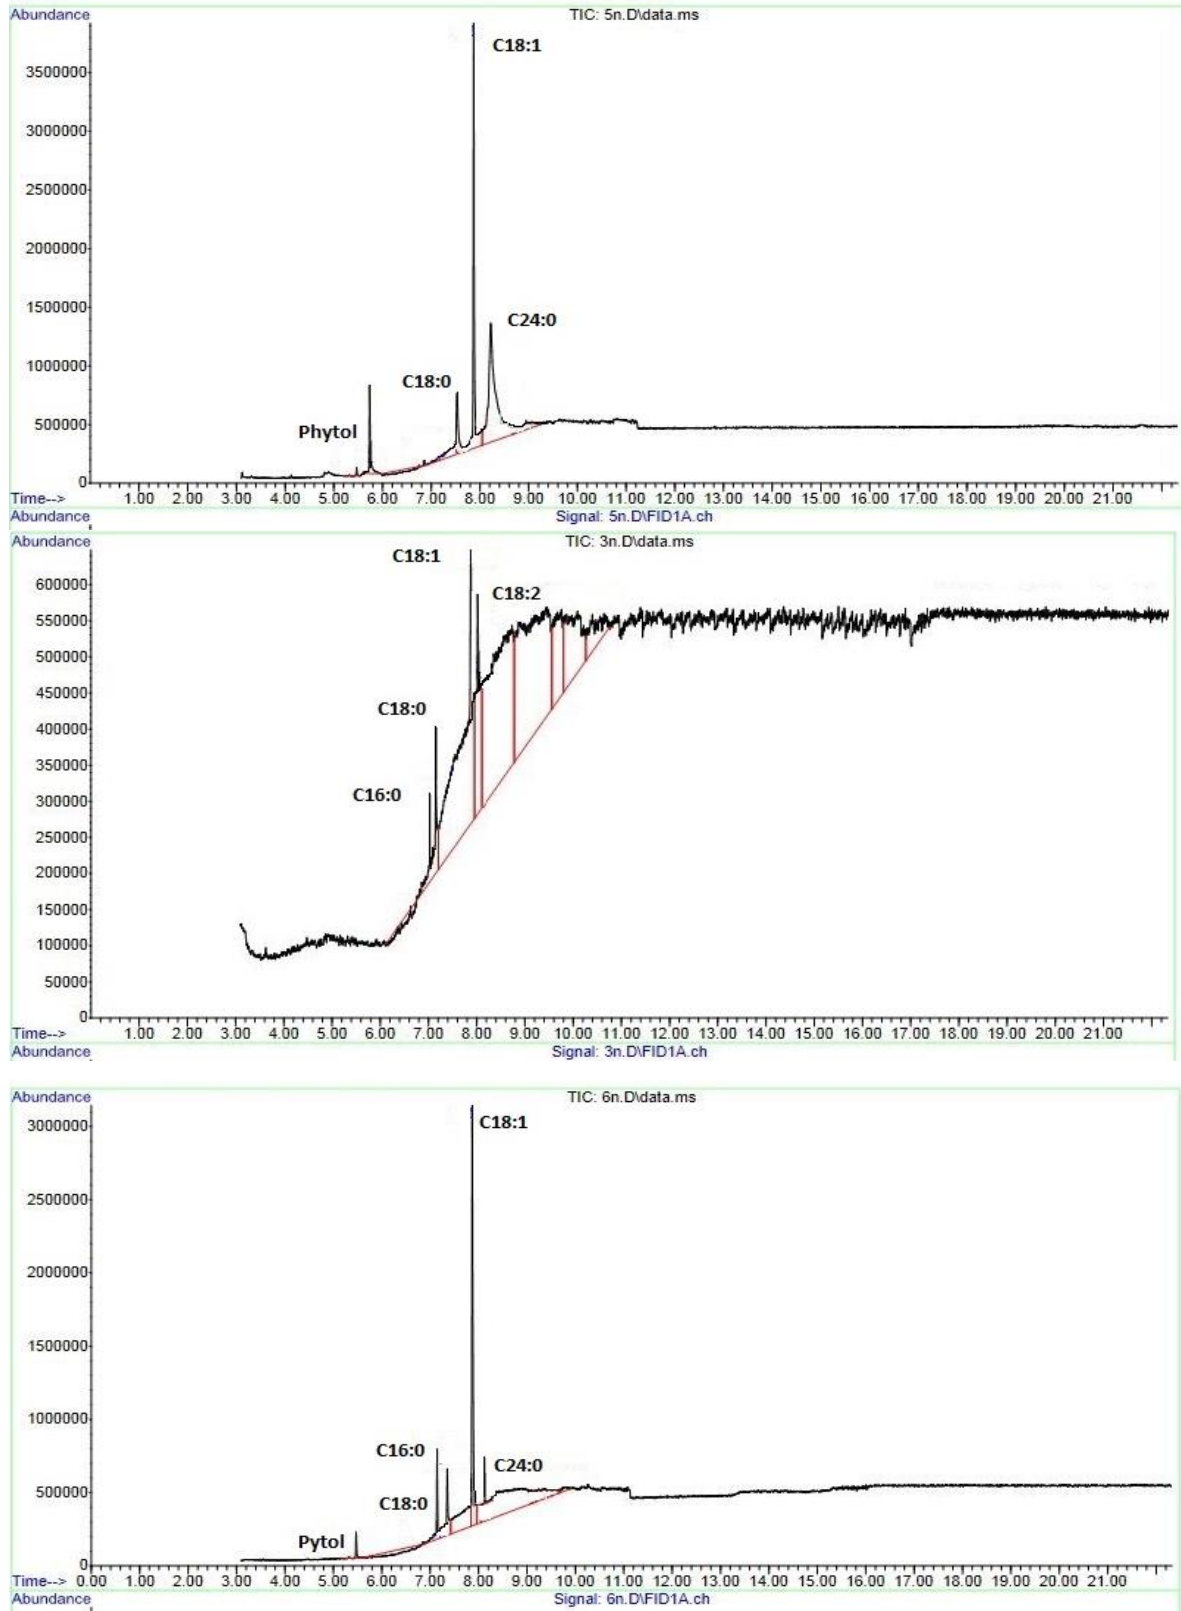 Abundance
TIC: 5n.D\data.ms
C18:1
3500000
3000000
2500000
2000000
1500000
C24:0
1000000
C18:0
500000
Phytol
0
Time--> 1.00 2.00 3.00 4.00 5.00 6.00 7.00 8.00 9.00 10.00 11.00 12.00 13.00 14.00 15.00 16.00 17.00 18.00 19.00 20.00 21.00
Abundance
Signal: 5n.D\FID1A.ch
Abundance
TIC: 3n.D\data.ms
C18:1
600000
C18:2
550000
500000
450000
C18:0
400000
350000
C16:0
300000
250000
200000
150000
100000
50000
0
Time--> 1.00 2.00 3.00 4.00 5.00 6.00 7.00 8.00 9.00 10.00 11.00 12.00 13.00 14.00 15.00 16.00 17.00 18.00 19.00 20.00 21.00
Abundance
Signal: 3n.D\FID1A.ch
Abundance
TIC: 6n.D\data.ms
C18:1
3000000
2500000
2000000
1500000
1000000
C16:0
C24:0
500000
C18:0
Pytol
0
Time--> 0.00 1.00 2.00 3.00 4.00 5.00 6.00 7.00 8.00 9.00 10.00 11.00 12.00 13.00 14.00 15.00 16.00 17.00 18.00 19.00 20.00 21.00
Abundance
Signal: 6n.D\FID1A.ch